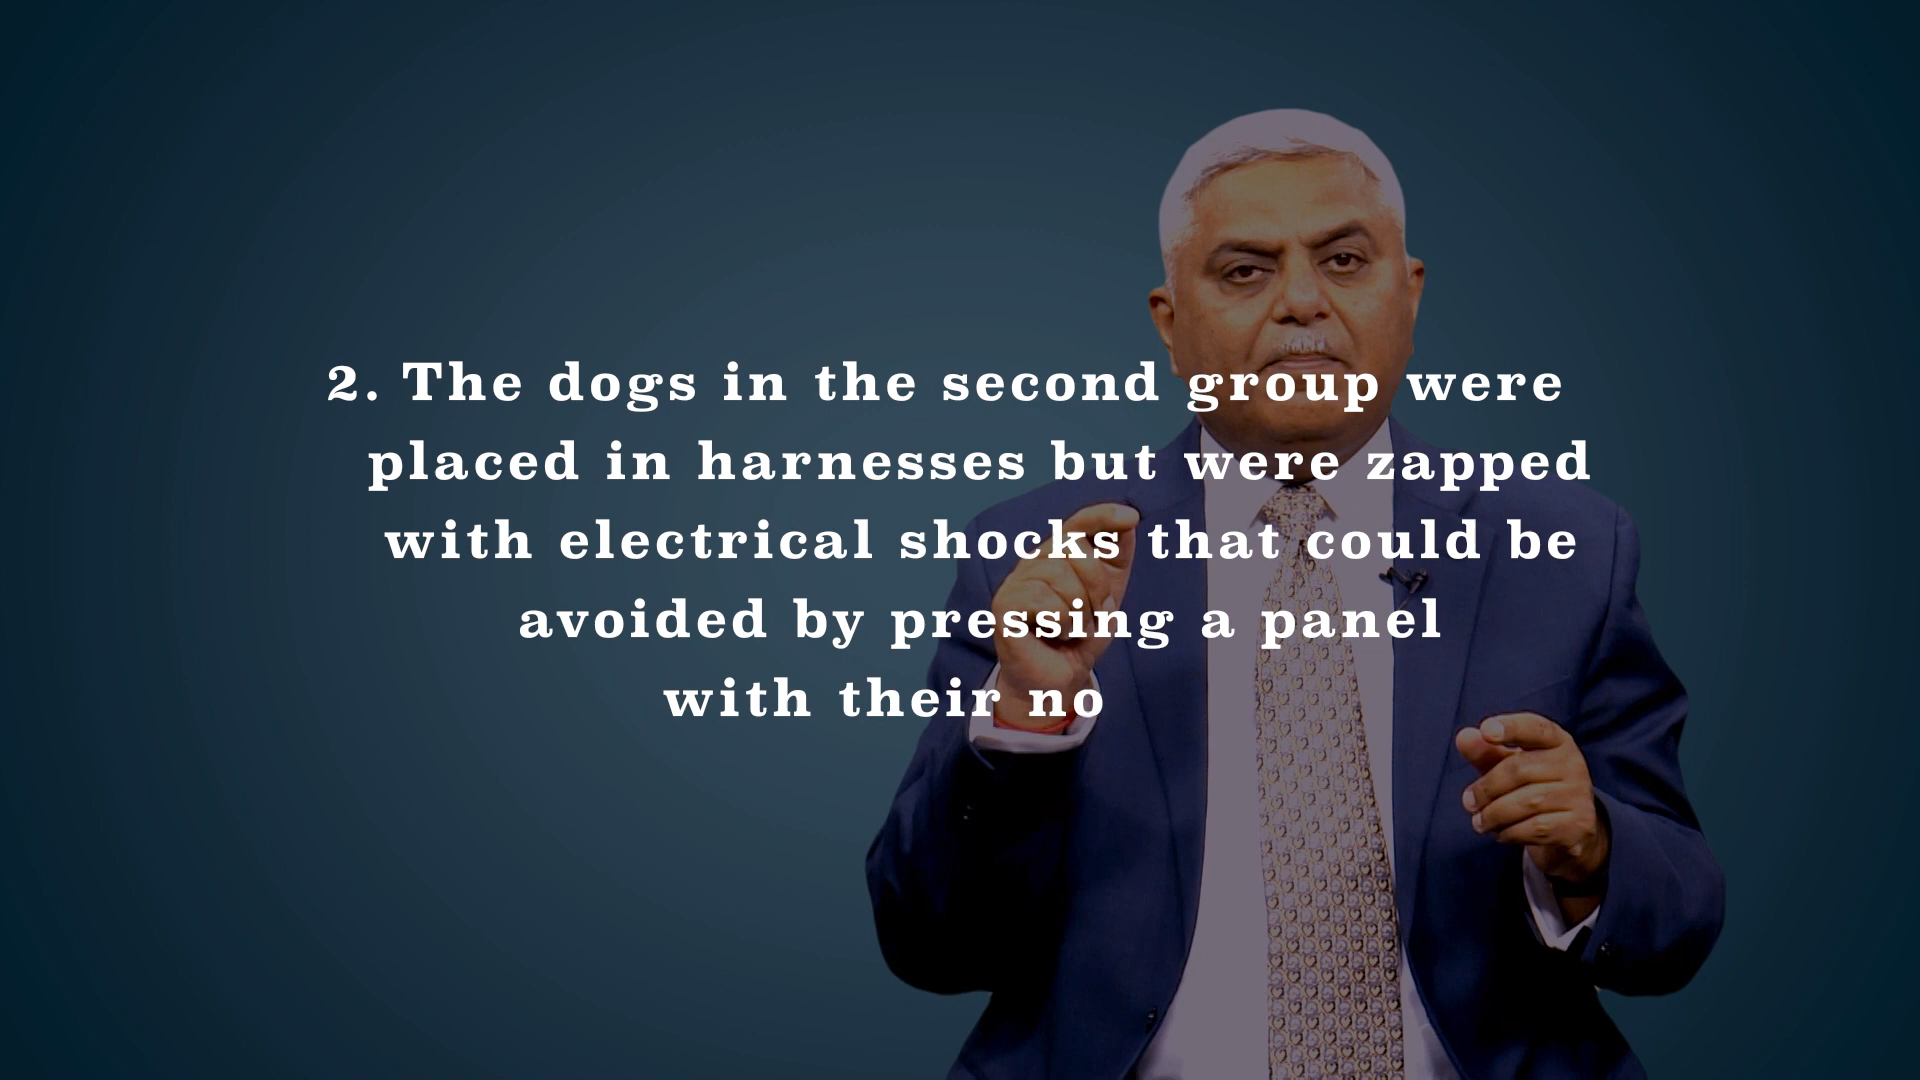 2. The dogs in the second group were
placed in harnesses but were zapped
with electrical shocks that could be
avoided by pressing a panel
with their no